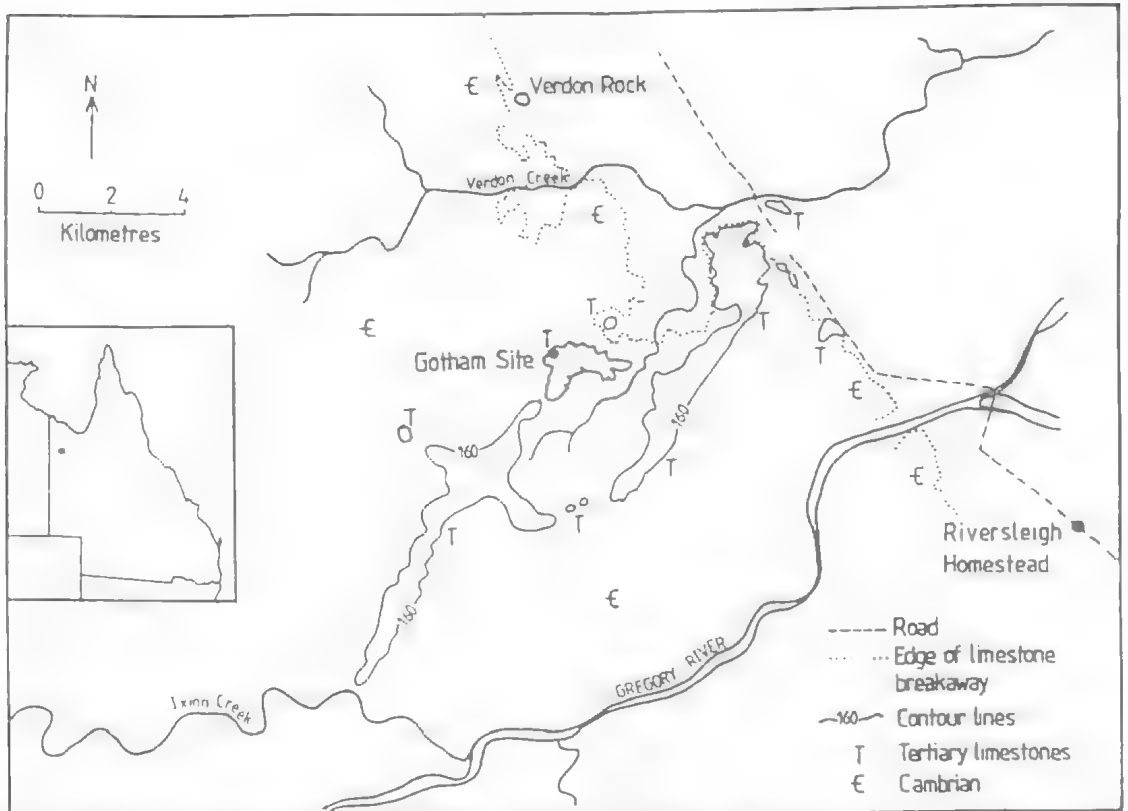 N
Є
Verdon Rock
0 2 4
Kilometres
Verdon Creek
Є
T
T
Є
T
T
Gotham Site
T
Є
T
160
T
T
T
Є
Riversleigh
Homestead
160
Є
GREGORY RIVER
Road
Edge of limestone
breakaway
160 Contour lines
T Tertiary limestones
Є Cambrian
Creek